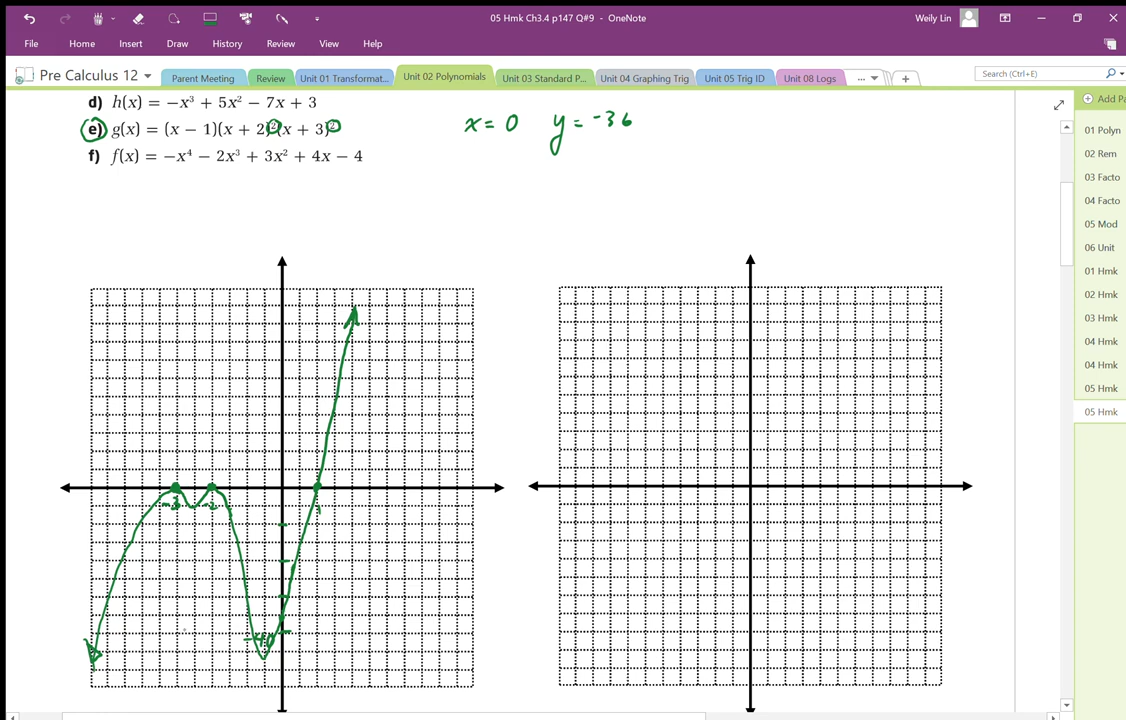 05 Hmk Ch3.4 p147 Q#9 - OneNote
Weily Lin
File Home Insert Draw History Review View Help
Pre Calculus 12
Parent Meeting Review Unit 01 Transformat... Unit 02 Polynomials Unit 03 Standard P... Unit 04 Graphing Trig Unit 05 Trig ID Unit 08 Logs ... +
Search (Ctrl+E)
Add Pa
01 Polyn
02 Rem
03 Facto
04 Facto
05 Mod
06 Unit
01 Hmk
02 Hmk
03 Hmk
04 Hmk
04 Hmk
05 Hmk
05 Hmk
d) h(x) = −x³ + 5x² − 7x + 3
e) g(x) = (x − 1)(x + 2)²(x + 3)²
x = 0 y = -36
f) f(x) = −x⁴ − 2x³ + 3x² + 4x − 4
-3 -2 1
-40